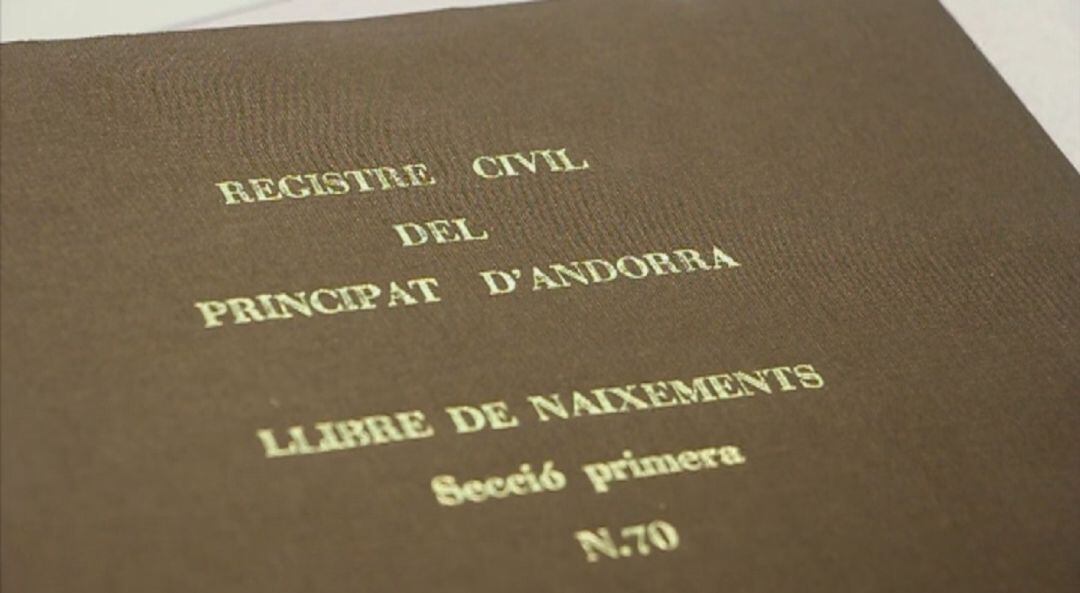 REGISTRE CIVIL
DEL
PRINCIPAT D'ANDORRA
LLIBRE DE NAIXEMENTS
Secció primera
N.70